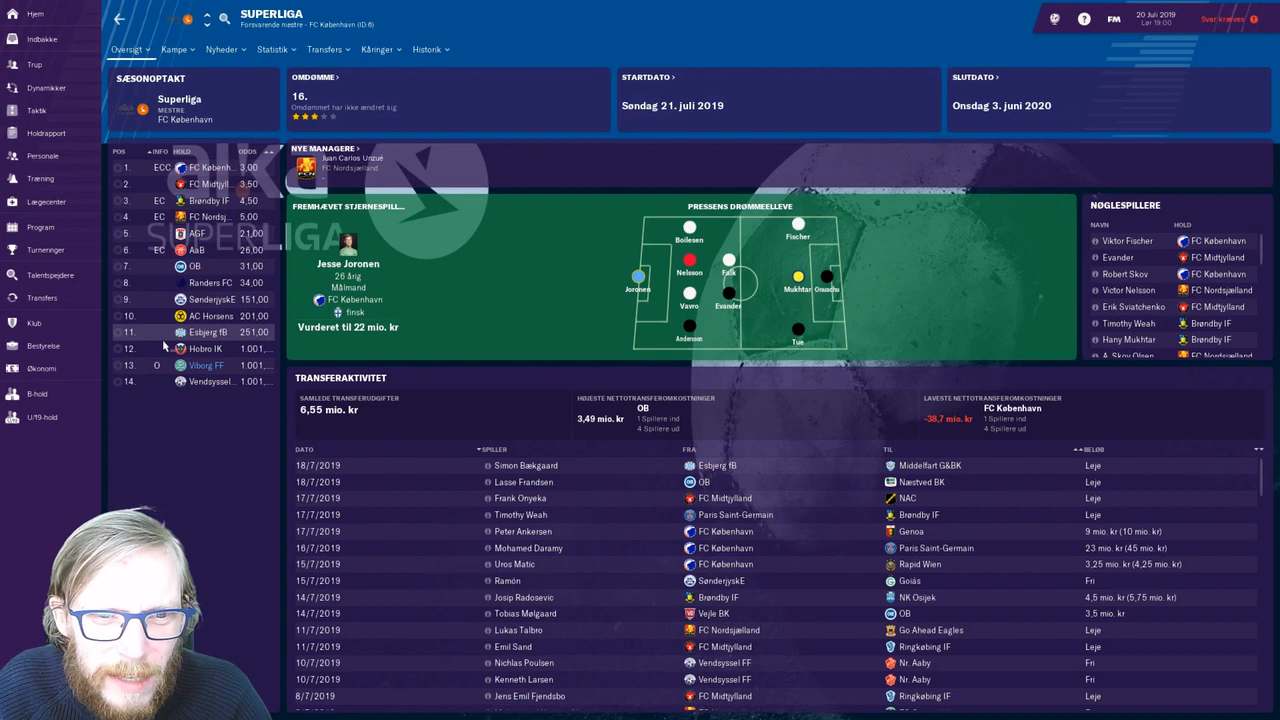 Hjem
Indbakke
Trup
Dynamikker
Taktik
Holdrapport
Personale
Træning
Lægecenter
Program
Turneringer
Talentspejdere
Transfers
Klub
Bestyrelse
Økonomi
B-hold
U/19-hold
SUPERLIGA
Forsvarende mestre - FC København (ID:6)
FM
20 Juli 2019
Lør 19:00
Svar kræves
Oversigt
Kampe
Nyheder
Statistik
Transfers
Kåringer
Historik
SÆSONOPTAKT
Superliga
MESTRE
FC København
OMDØMME
16.
Omdømmet har ikke ændret sig
STARTDATO
Søndag 21. juli 2019
SLUTDATO
Onsdag 3. juni 2020
POS INFO HOLD ODDS
1. ECC FC Københ... 3,00
2. FC Midtjyll... 3,50
3. EC Brøndby IF 4,50
4. EC FC Nordsj... 5,00
5. AGF 21,00
6. EC AaB 26,00
7. OB 31,00
8. Randers FC 34,00
9. SønderjyskE 151,00
10. AC Horsens 201,00
11. Esbjerg fB 251,00
12. Hobro IK 1.001,...
13. O Viborg FF 1.001,...
14. Vendsyssel... 1.001,...
alka
SUPERLIGA
NYE MANAGERE
Juan Carlos Unzué
FC Nordsjælland
-
FREMHÆVET STJERNESPILL...
Jesse Joronen
26 årig
Målmand
FC København
finsk
Vurderet til 22 mio. kr
PRESSENS DRØMMEELLEVE
Boilesen
Fischer
Nelsson
Falk
Joronen
Mukhtar
Onuachu
Vavro
Evander
Andersson
Tue
NØGLESPILLERE
NAVN HOLD
Viktor Fischer FC København
Evander FC Midtjylland
Robert Skov FC København
Victor Nelsson FC Nordsjælland
Erik Sviatchenko FC Midtjylland
Timothy Weah Brøndby IF
Hany Mukhtar Brøndby IF
A. Skov Olsen FC Nordsjælland
TRANSFERAKTIVITET
SAMLEDE TRANSFERUDGIFTER
6,55 mio. kr
HØJESTE NETTOTRANSFEROMKOSTNINGER
3,49 mio. kr
OB
1 Spillere ind
4 Spillere ud
LAVESTE NETTOTRANSFEROMKOSTNINGER
-38,7 mio. kr
FC København
1 Spillere ind
4 Spillere ud
DATO SPILLER FRA TIL BELØB
18/7/2019 Simon Bækgaard Esbjerg fB Middelfart G&BK Leje
18/7/2019 Lasse Frandsen OB Næstved BK Leje
17/7/2019 Frank Onyeka FC Midtjylland NAC Leje
17/7/2019 Timothy Weah Paris Saint-Germain Brøndby IF Leje
17/7/2019 Peter Ankersen FC København Genoa 9 mio. kr (10 mio. kr)
16/7/2019 Mohamed Daramy FC København Paris Saint-Germain 23 mio. kr (45 mio. kr)
15/7/2019 Uros Matic FC København Rapid Wien 3,25 mio. kr (4,25 mio. kr)
15/7/2019 Ramón SønderjyskE Goiás Fri
14/7/2019 Josip Radosevic Brøndby IF NK Osijek 4,5 mio. kr (5,75 mio. kr)
14/7/2019 Tobias Mølgaard Vejle BK OB 3,5 mio. kr
11/7/2019 Lukas Talbro FC Nordsjælland Go Ahead Eagles Leje
11/7/2019 Emil Sand FC Midtjylland Ringkøbing IF Leje
10/7/2019 Nichlas Poulsen Vendsyssel FF Nr. Aaby Fri
10/7/2019 Kenneth Larsen Vendsyssel FF Nr. Aaby Fri
8/7/2019 Jens Emil Fjendsbo FC Midtjylland Ringkøbing IF Leje